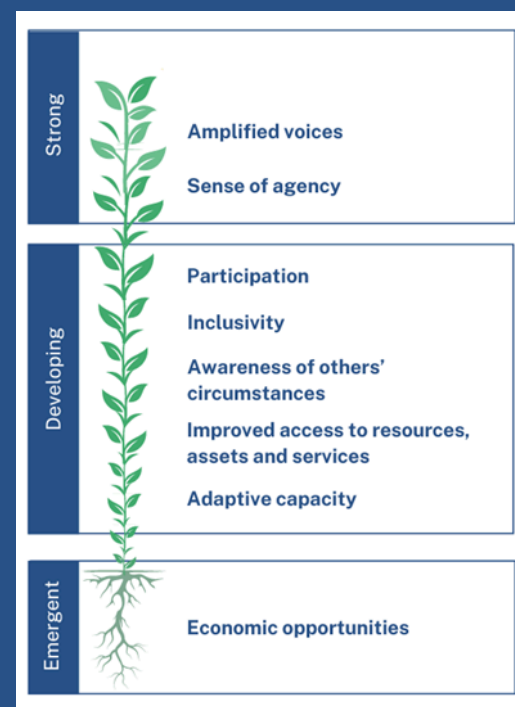 Strong
Amplified voices
Sense of agency
Developing
Participation
Inclusivity
Awareness of others’
circumstances
Improved access to resources,
assets and services
Adaptive capacity
Emergent
Economic opportunities